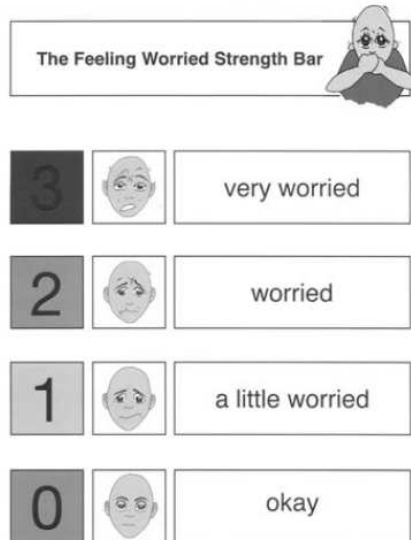 The Feeling Worried Strength Bar
3 very worried
2 worried
1 a little worried
0 okay